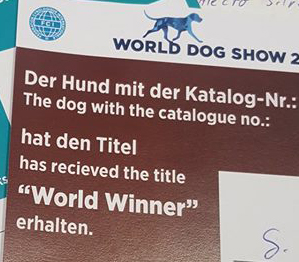 FCI
WORLD DOG SHOW 2
Der Hund mit der Katalog-Nr.:
The dog with the catalogue no.:
hat den Titel
has recieved the title
“World Winner”
erhalten.
S.